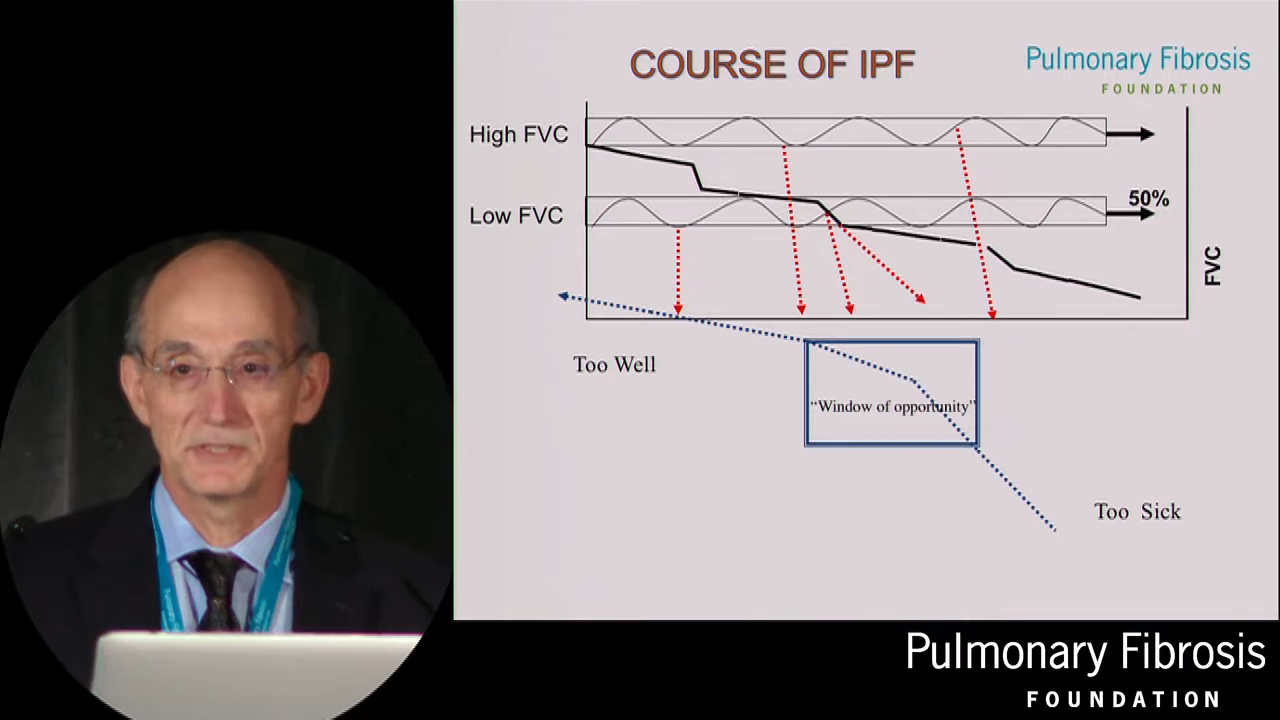 COURSE OF IPF
Pulmonary Fibrosis
FOUNDATION
High FVC
50%
Low FVC
FVC
Too Well
“Window of opportunity”
Too  Sick
Pulmonary Fibrosis
FOUNDATION